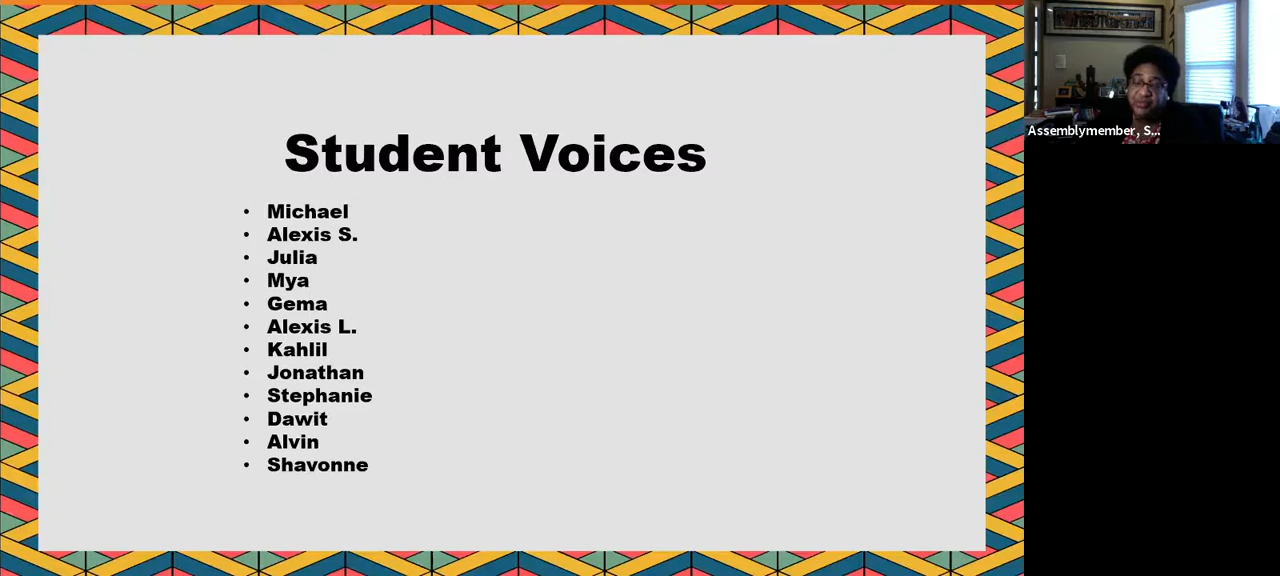 Student Voices
• Michael
• Alexis S.
• Julia
• Mya
• Gema
• Alexis L.
• Kahlil
• Jonathan
• Stephanie
• Dawit
• Alvin
• Shavonne
Assemblymember, S...